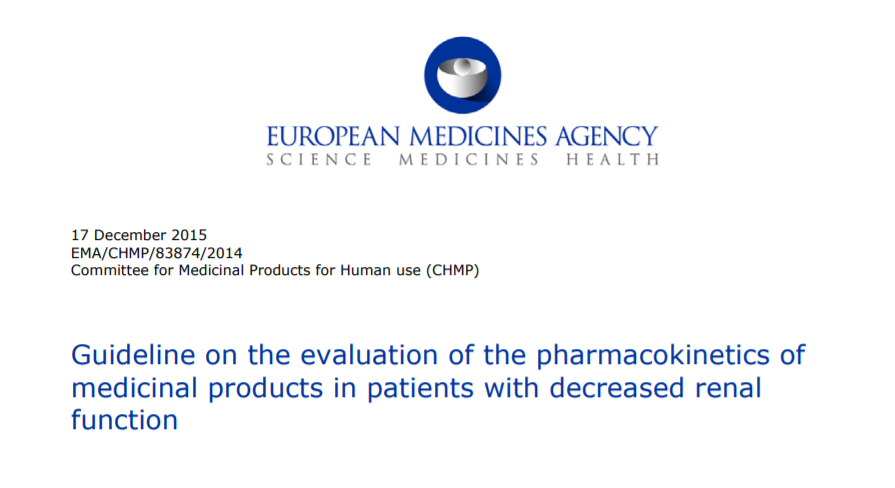 EUROPEAN MEDICINES AGENCY
SCIENCE MEDICINES HEALTH
17 December 2015
EMA/CHMP/83874/2014
Committee for Medicinal Products for Human use (CHMP)
Guideline on the evaluation of the pharmacokinetics of
medicinal products in patients with decreased renal
function